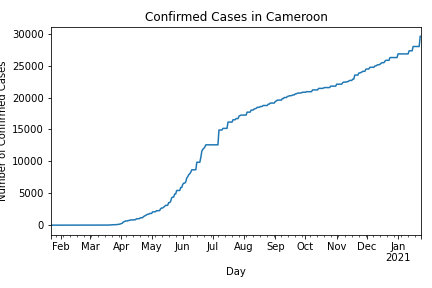 Confirmed Cases in Cameroon
Number of Confirmed Cases
30000
25000
20000
15000
10000
5000
0
Feb Mar Apr May Jun Jul Aug Sep Oct Nov Dec Jan
2021
Day